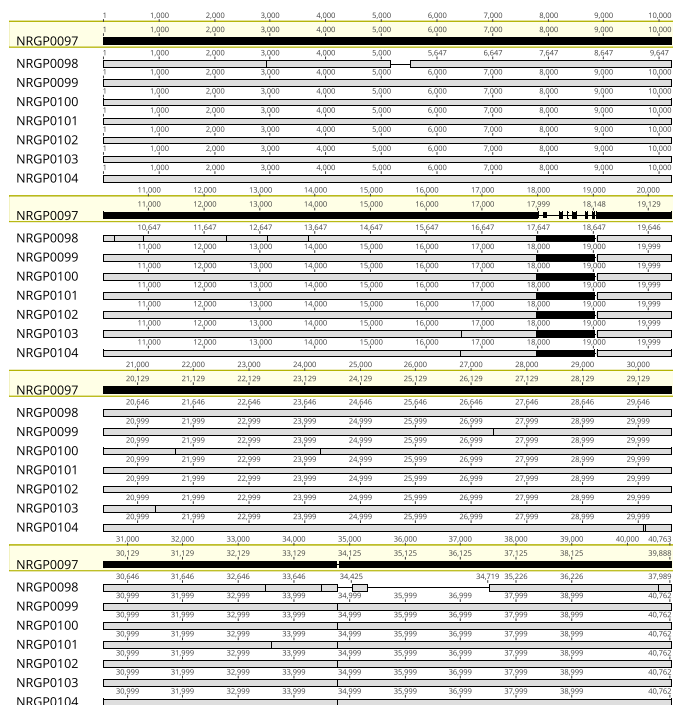 1 1,000 2,000 3,000 4,000 5,000 6,000 7,000 8,000 9,000 10,000
1 1,000 2,000 3,000 4,000 5,000 6,000 7,000 8,000 9,000 10,000
NRGP0097
1 1,000 2,000 3,000 4,000 5,000 5,647 6,647 7,647 8,647 9,647
NRGP0098
1 1,000 2,000 3,000 4,000 5,000 6,000 7,000 8,000 9,000 10,000
NRGP0099
1 1,000 2,000 3,000 4,000 5,000 6,000 7,000 8,000 9,000 10,000
NRGP0100
1 1,000 2,000 3,000 4,000 5,000 6,000 7,000 8,000 9,000 10,000
NRGP0101
1 1,000 2,000 3,000 4,000 5,000 6,000 7,000 8,000 9,000 10,000
NRGP0102
1 1,000 2,000 3,000 4,000 5,000 6,000 7,000 8,000 9,000 10,000
NRGP0103
1 1,000 2,000 3,000 4,000 5,000 6,000 7,000 8,000 9,000 10,000
NRGP0104
11,000 12,000 13,000 14,000 15,000 16,000 17,000 18,000 19,000 20,000
11,000 12,000 13,000 14,000 15,000 16,000 17,000 17,999 18,148 19,129
NRGP0097
10,647 11,647 12,647 13,647 14,647 15,647 16,647 17,647 18,647 19,646
NRGP0098
11,000 12,000 13,000 14,000 15,000 16,000 17,000 18,000 19,000 19,999
NRGP0099
11,000 12,000 13,000 14,000 15,000 16,000 17,000 18,000 19,000 19,999
NRGP0100
11,000 12,000 13,000 14,000 15,000 16,000 17,000 18,000 19,000 19,999
NRGP0101
11,000 12,000 13,000 14,000 15,000 16,000 17,000 18,000 19,000 19,999
NRGP0102
11,000 12,000 13,000 14,000 15,000 16,000 17,000 18,000 19,000 19,999
NRGP0103
11,000 12,000 13,000 14,000 15,000 16,000 17,000 18,000 19,000 19,999
NRGP0104
21,000 22,000 23,000 24,000 25,000 26,000 27,000 28,000 29,000 30,000
20,129 21,129 22,129 23,129 24,129 25,129 26,129 27,129 28,129 29,129
NRGP0097
20,646 21,646 22,646 23,646 24,646 25,646 26,646 27,646 28,646 29,646
NRGP0098
20,999 21,999 22,999 23,999 24,999 25,999 26,999 27,999 28,999 29,999
NRGP0099
20,999 21,999 22,999 23,999 24,999 25,999 26,999 27,999 28,999 29,999
NRGP0100
20,999 21,999 22,999 23,999 24,999 25,999 26,999 27,999 28,999 29,999
NRGP0101
20,999 21,999 22,999 23,999 24,999 25,999 26,999 27,999 28,999 29,999
NRGP0102
20,999 21,999 22,999 23,999 24,999 25,999 26,999 27,999 28,999 29,999
NRGP0103
20,999 21,999 22,999 23,999 24,999 25,999 26,999 27,999 28,999 29,999
NRGP0104
31,000 32,000 33,000 34,000 35,000 36,000 37,000 38,000 39,000 40,000 40,763
30,129 31,129 32,129 33,129 34,125 35,125 36,125 37,125 38,125 39,888
NRGP0097
30,646 31,646 32,646 33,646 34,425 34,719 35,226 36,226 37,989
NRGP0098
30,999 31,999 32,999 33,999 34,999 35,999 36,999 37,999 38,999 40,762
NRGP0099
30,999 31,999 32,999 33,999 34,999 35,999 36,999 37,999 38,999 40,762
NRGP0100
30,999 31,999 32,999 33,999 34,999 35,999 36,999 37,999 38,999 40,762
NRGP0101
30,999 31,999 32,999 33,999 34,999 35,999 36,999 37,999 38,999 40,762
NRGP0102
30,999 31,999 32,999 33,999 34,999 35,999 36,999 37,999 38,999 40,762
NRGP0103
30,999 31,999 32,999 33,999 34,999 35,999 36,999 37,999 38,999 40,762
NRGP0104